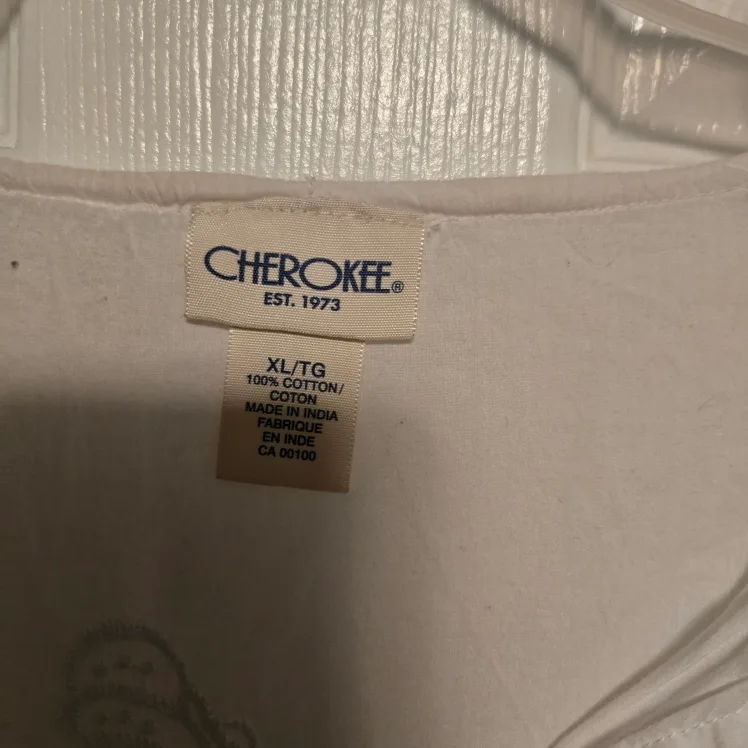 CHEROKEE®
EST. 1973
XL/TG
100% COTTON/
COTON
MADE IN INDIA
FABRIQUE
EN INDE
CA 00100